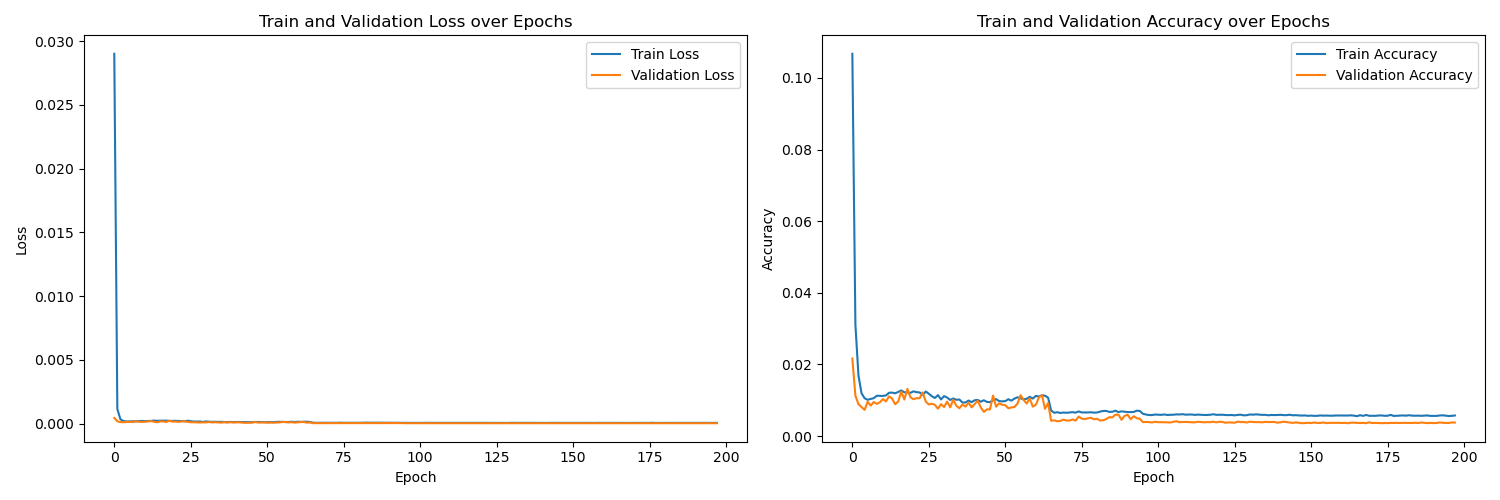 Train and Validation Loss over Epochs
0.030
0.025
0.020
0.015
0.010
0.005
0.000
Loss
Train Loss
Validation Loss
0 25 50 75 100 125 150 175 200
Epoch
Train and Validation Accuracy over Epochs
0.10
0.08
0.06
0.04
0.02
0.00
Accuracy
Train Accuracy
Validation Accuracy
0 25 50 75 100 125 150 175 200
Epoch